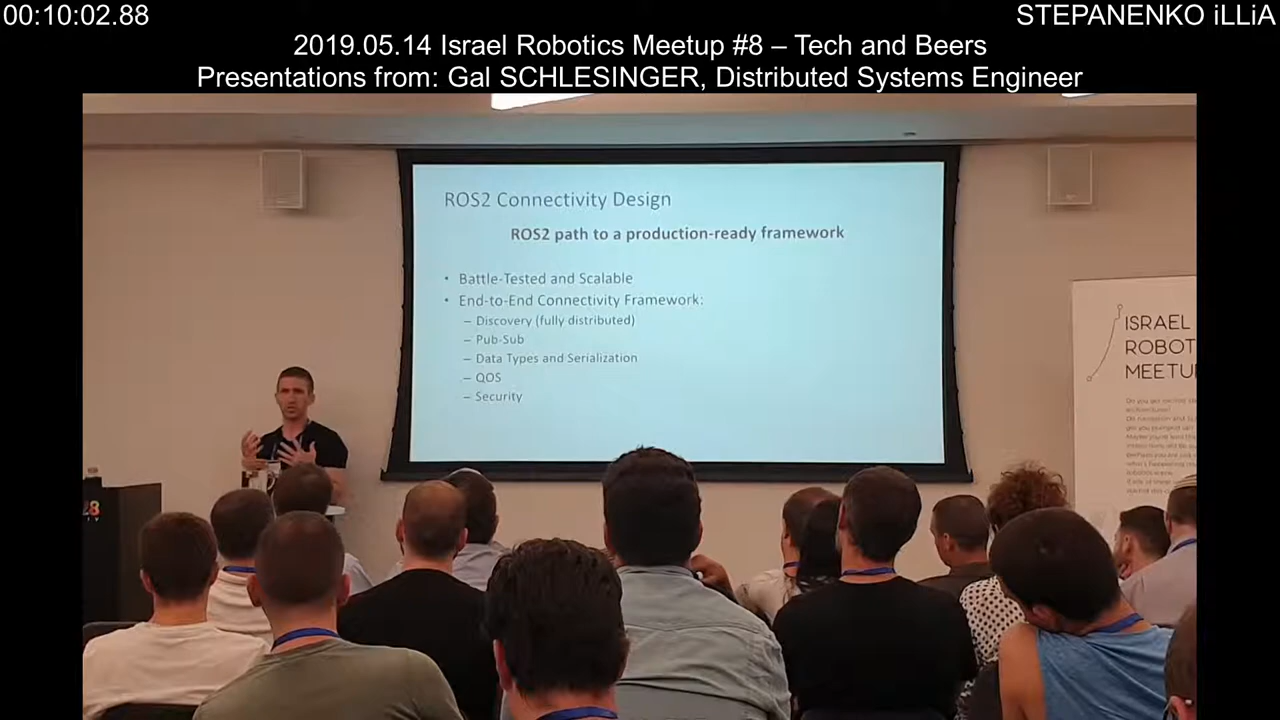 00:10:02.88
STEPANENKO iLLiA
2019.05.14 Israel Robotics Meetup #8 – Tech and Beers
Presentations from: Gal SCHLESINGER, Distributed Systems Engineer
ROS2 Connectivity Design
ROS2 path to a production-ready framework
• Battle-Tested and Scalable
• End-to-End Connectivity Framework:
– Discovery (fully distributed)
– Pub-Sub
– Data Types and Serialization
– QOS
– Security
ISRAEL
ROBOT
MEETU
28